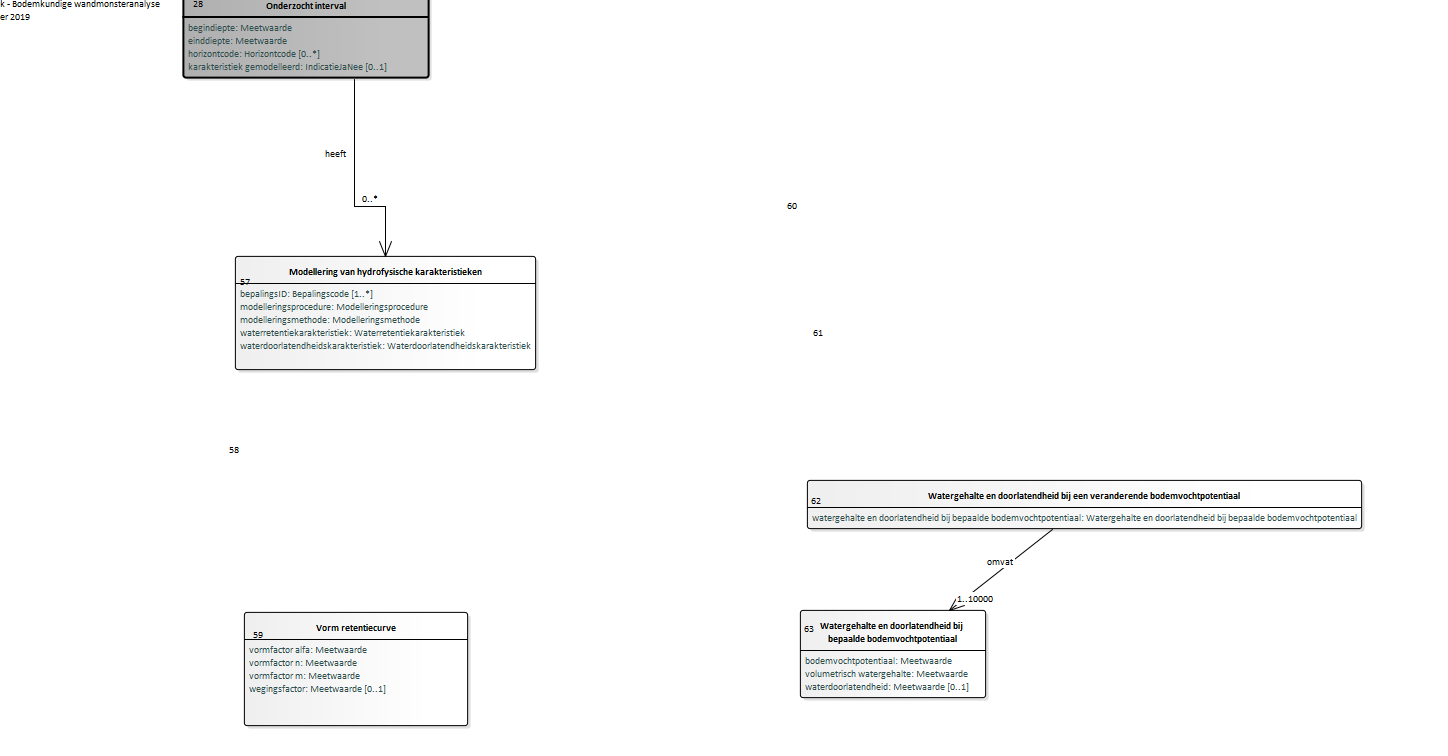 k - Bodemkundige wandmonsteranalyse
er 2019
28
Onderzocht interval
begindiepte: Meetwaarde
einddiepte: Meetwaarde
horizontcode: Horizontcode [0..*]
karakteristiek gemodelleerd: IndicatieJaNee [0..1]
heeft
0..*
60
Modellering van hydrofysische karakteristieken
57
bepalingsID: Bepalingscode [1..*]
modelleringsprocedure: Modelleringsprocedure
modelleringsmethode: Modelleringsmethode
waterretentiekarakteristiek: Waterretentiekarakteristiek
waterdoorlatendheidskarakteristiek: Waterdoorlatendheidskarakteristiek
61
58
62
Watergehalte en doorlatendheid bij een veranderende bodemvochtpotentiaal
watergehalte en doorlatendheid bij bepaalde bodemvochtpotentiaal: Watergehalte en doorlatendheid bij bepaalde bodemvochtpotentiaal
omvat
1..10000
59
Vorm retentiecurve
vormfactor alfa: Meetwaarde
vormfactor n: Meetwaarde
vormfactor m: Meetwaarde
wegingsfactor: Meetwaarde [0..1]
63
Watergehalte en doorlatendheid bij
bepaalde bodemvochtpotentiaal
bodemvochtpotentiaal: Meetwaarde
volumetrisch watergehalte: Meetwaarde
waterdoorlatendheid: Meetwaarde [0..1]